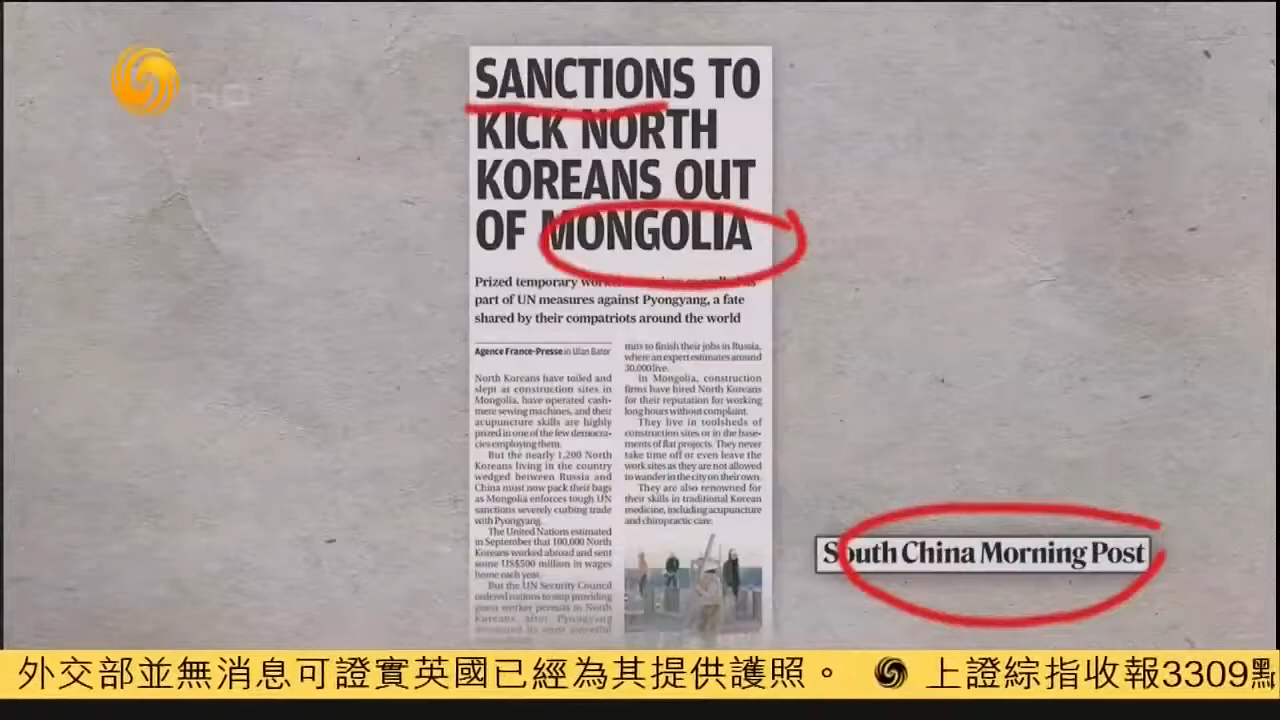 HD
SANCTIONS TO
KICK NORTH
KOREANS OUT
OF MONGOLIA
Prized temporary
part of UN measures against Pyongyang, a fate
shared by their compatriots around the world
Agence France-Presse in Ulan Bator
North Koreans have toiled and
slept at construction sites in
Mongolia, have operated cash-
mere sewing machines, and their
acupuncture skills are highly
prized in one of the few democra-
cies employing them.
But the nearly 1,200 North
Koreans living in the country
wedged between Russia and
China must now pack their bags
as Mongolia enforces tough UN
sanctions severely curbing trade
with Pyongyang.
The United Nations estimated
in September that 100,000 North
Koreans worked abroad and sent
some US$500 million in wages
home each year.
But the UN Security Council
ordered nations to stop providing
guest worker permits to North
Koreans after Pyongyang
mits to finish their jobs in Russia,
where an expert estimates around
30,000 live.
In Mongolia, construction
firms have hired North Koreans
for their reputation for working
long hours without complaint.
They live in toolsheds of
construction sites or in the base-
ments of flat projects. They never
take time off or even leave the
work sites as they are not allowed
to wander in the city on their own.
They are also renowned for
their skills in traditional Korean
medicine, including acupuncture
and chiropractic care.
South China Morning Post
外交部並無消息可證實英國已經為其提供護照。 上證綜指收報3309點